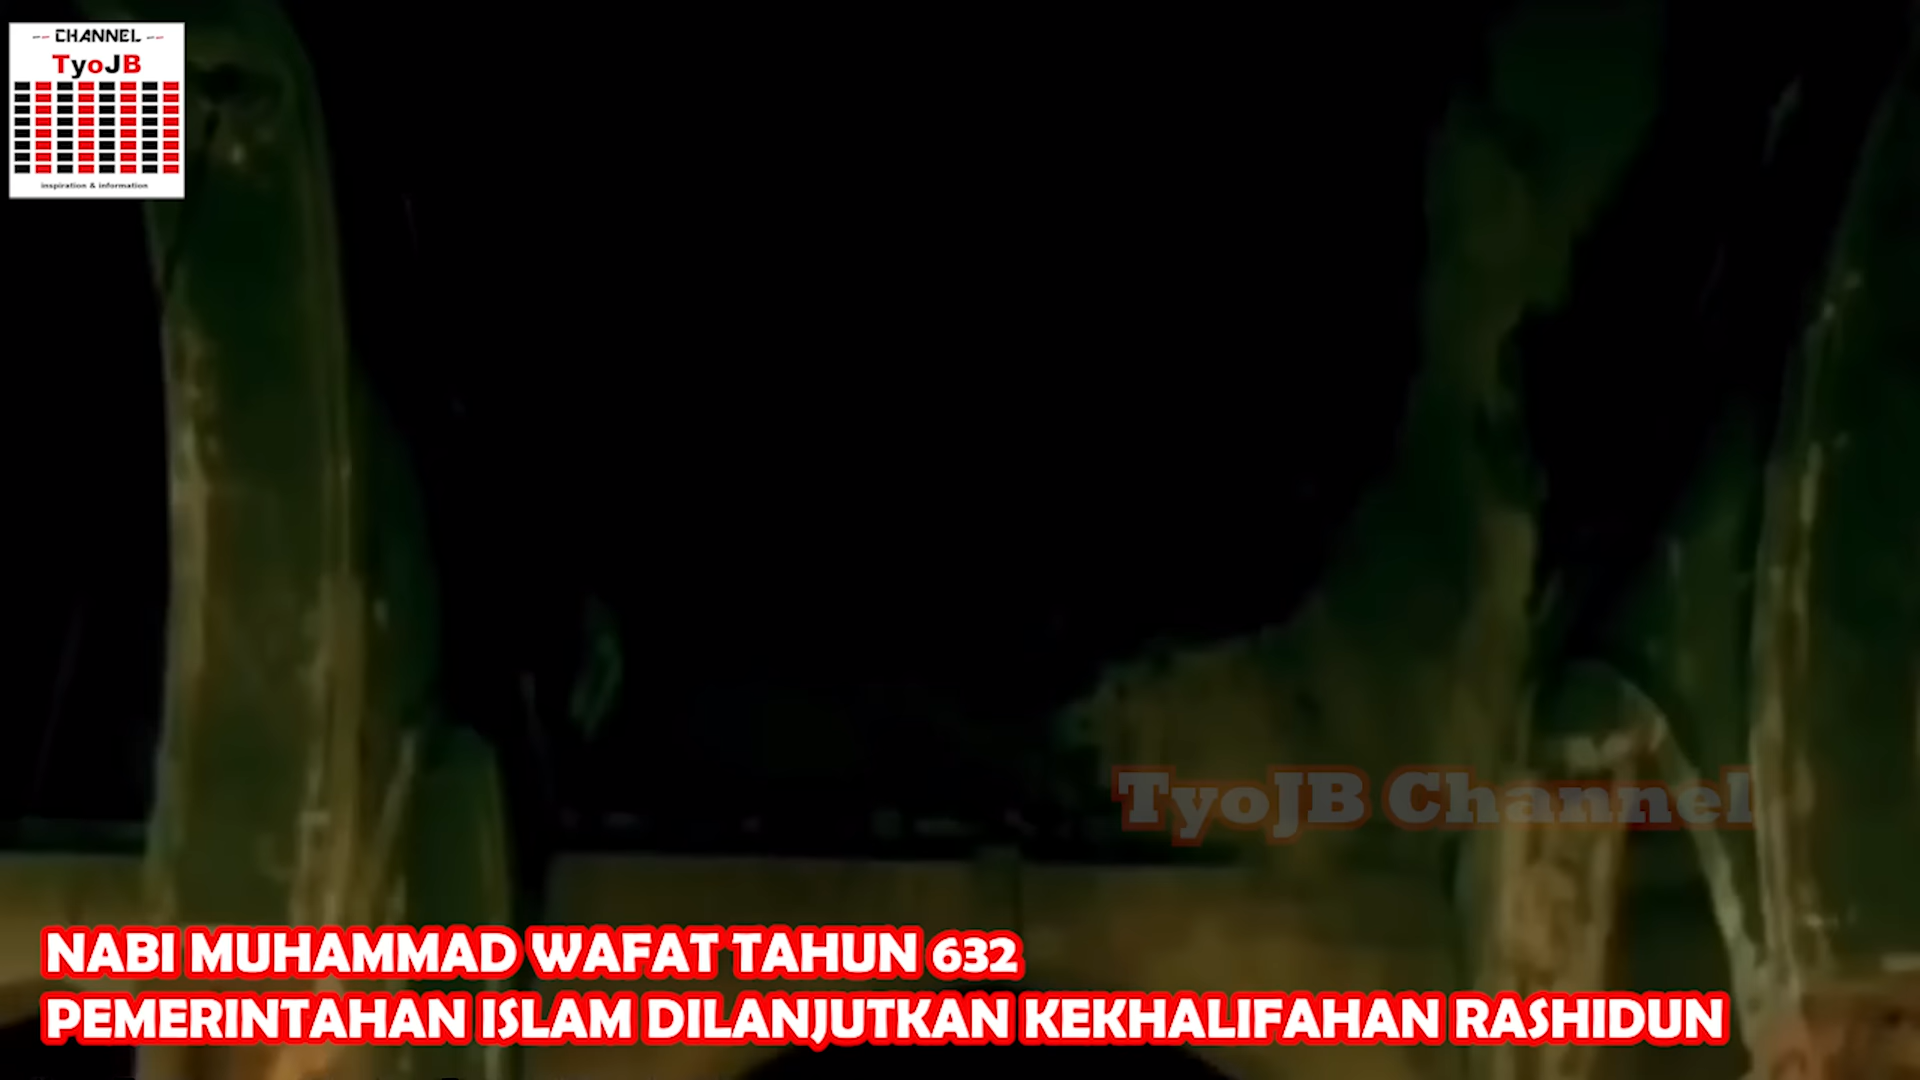 CHANNEL
TyoJB
inspiration & information
TyoJB Channel
NABI MUHAMMAD WAFAT TAHUN 632
PEMERINTAHAN ISLAM DILANJUTKAN KEKHALIFAHAN RASHIDUN